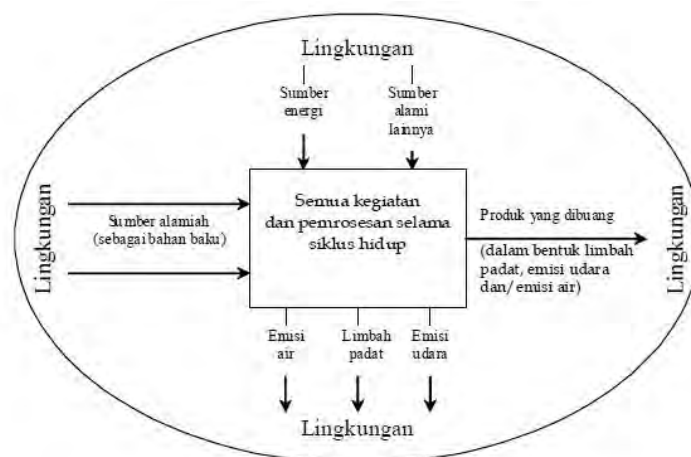 Lingkungan
Sumber
energi
Sumber
alami
lainnya
Lingkungan
Sumber alamiah
(sebagai bahan baku)
Semua kegiatan
dan pemrosesan selama
siklus hidup
Produk yang dibuang
(dalam bentuk limbah
padat, emisi udara
dan/emisi air)
Lingkungan
Emisi
air
Limbah
padat
Emisi
udara
Lingkungan